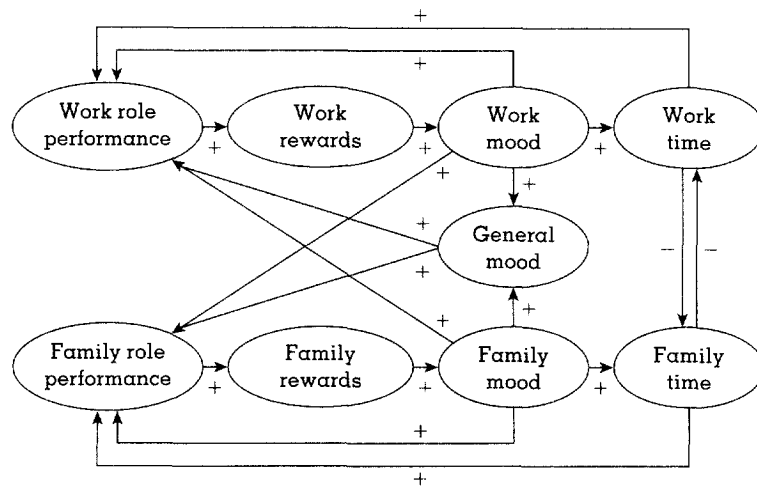 +
+
Work role
performance
+
Work
rewards
+
Work
mood
+
Work
time
+
+
+
General
mood
+
-
-
+
+
Family role
performance
+
Family
rewards
+
Family
mood
+
Family
time
+
+